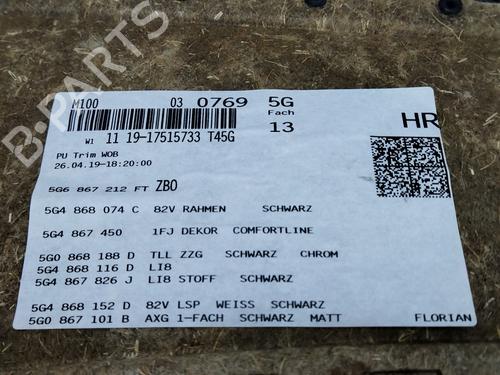 M100 03 0769 5G
Fach
W1 11 19-17515733 T45G 13 HR
PU Trim WOB
26.04.19-18:20:00
5G6 867 212 FT ZBO
5G4 868 074 C 82V RAHMEN SCHWARZ
5G4 867 450 1FJ DEKOR COMFORTLINE
5G0 868 188 D TLL ZZG SCHWARZ CHROM
5G4 868 116 D LI8
5G4 867 826 J LI8 STOFF SCHWARZ
5G4 868 152 D 82V LSP WEISS SCHWARZ
5G0 867 101 B AXG 1-FACH SCHWARZ MATT FLORIAN
B-PARTS